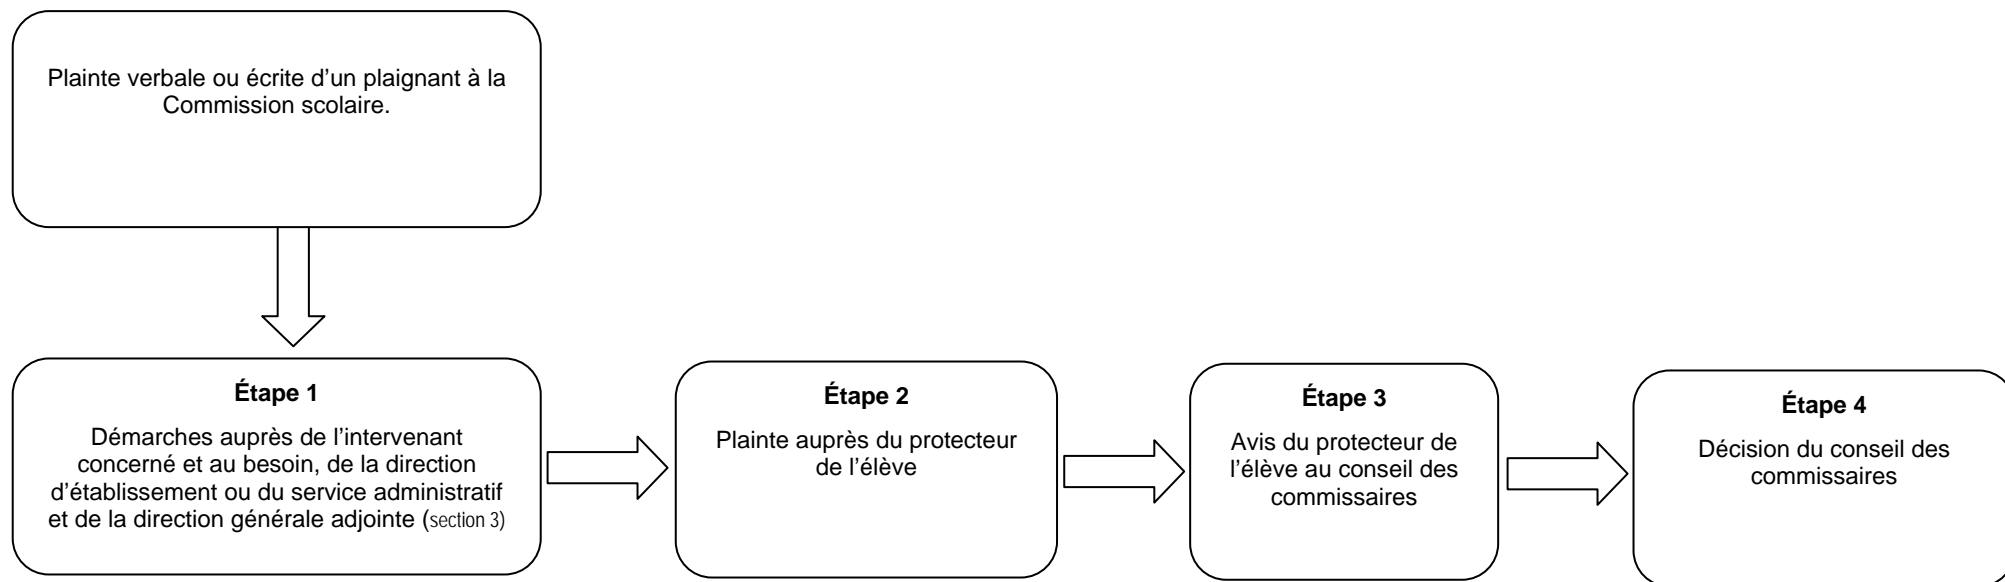 Plainte verbale ou écrite d’un plaignant à la
Commission scolaire.
Étape 1
Démarches auprès de l’intervenant
concerné et au besoin, de la direction
d’établissement ou du service administratif
et de la direction générale adjointe (section 3)
Étape 2
Plainte auprès du protecteur
de l’élève
Étape 3
Avis du protecteur de
l’élève au conseil des
commissaires
Étape 4
Décision du conseil des
commissaires